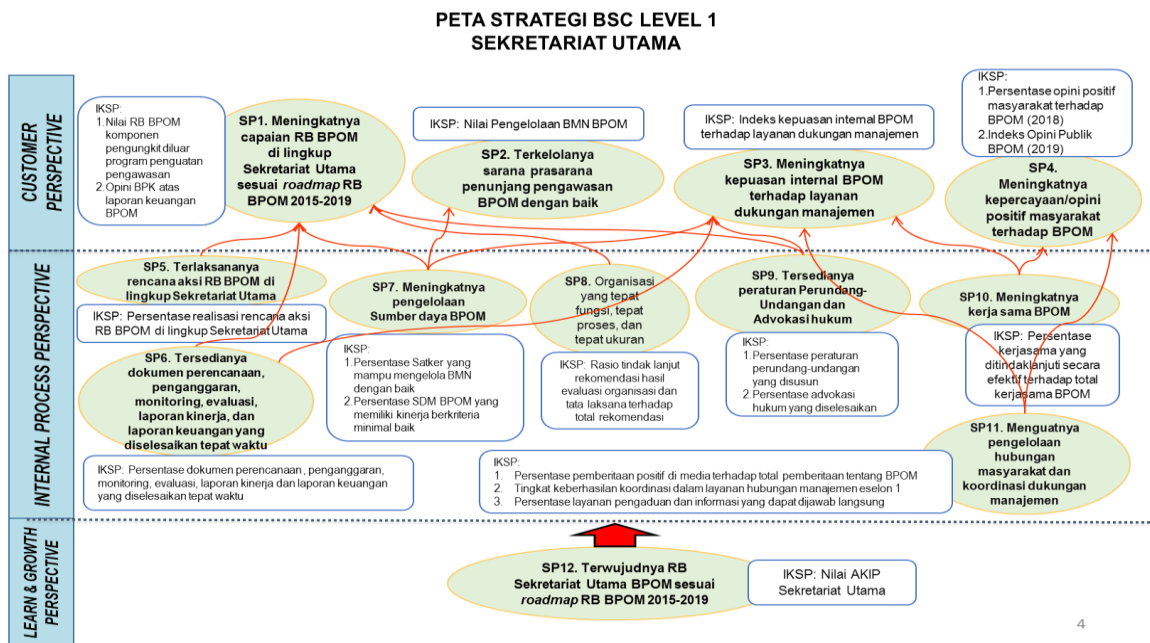 PETA STRATEGI BSC LEVEL 1
SEKRETARIAT UTAMA
CUSTOMER
PERSPECTIVE
IKSP:
1.Nilai RB BPOM
komponen
pengungkit diluar
program penguatan
pengawasan
2.Opini BPK atas
laporan keuangan
BPOM
SP1. Meningkatnya
capaian RB BPOM
di lingkup
Sekretariat Utama
sesuai roadmap RB
BPOM 2015-2019
IKSP: Nilai Pengelolaan BMN BPOM
SP2. Terkelolanya
sarana prasarana
penunjang pengawasan
BPOM dengan baik
IKSP: Indeks kepuasan internal BPOM
terhadap layanan dukungan manajemen
SP3. Meningkatnya
kepuasan internal BPOM
terhadap layanan
dukungan manajemen
IKSP:
1.Persentase opini positif
masyarakat terhadap
BPOM (2018)
2.Indeks Opini Publik
BPOM (2019)
SP4.
Meningkatnya
kepercayaan/opini
positif masyarakat
terhadap BPOM
INTERNAL PROCESS PERSPECTIVE
SP5. Terlaksananya
rencana aksi RB BPOM di
lingkup Sekretariat Utama
IKSP: Persentase realisasi rencana aksi
RB BPOM di lingkup Sekretariat Utama
SP6. Tersedianya
dokumen perencanaan,
penganggaran,
monitoring, evaluasi,
laporan kinerja, dan
laporan keuangan yang
diselesaikan tepat waktu
IKSP: Persentase dokumen perencanaan , penganggaran,
monitoring, evaluasi, laporan kinerja dan laporan keuangan
yang diselesaikan tepat waktu
SP7. Meningkatnya
pengelolaan
Sumber daya BPOM
IKSP:
1. Persentase Satker yang
mampu mengelola BMN
dengan baik
2. Persentase SDM BPOM yang
memiliki kinerja berkriteria
minimal baik
SP8. Organisasi
yang tepat
fungsi, tepat
proses, dan
tepat ukuran
IKSP: Rasio tindak lanjut
rekomendasi hasil
evaluasi organisasi dan
tata laksana terhadap
total rekomendasi
SP9. Tersedianya
peraturan Perundang-
Undangan dan
Advokasi hukum
IKSP:
1. Persentase peraturan
perundang-undangan
yang disusun
2. Persentase advokasi
hukum yang diselesaikan
SP10. Meningkatnya
kerja sama BPOM
IKSP: Persentase
kerjasama yang
ditindaklanjuti secara
efektif terhadap total
kerjasama BPOM
SP11. Menguatnya
pengelolaan
hubungan
masyarakat dan
koordinasi dukungan
manajemen
IKSP:
1. Persentase pemberitaan positif di media terhadap total pemberitaan tentang BPOM
2. Tingkat keberhasilan koordinasi dalam layanan hubungan manajemen eselon 1
3. Persentase layanan pengaduan dan informasi yang dapat dijawab langsung
LEARN & GROWTH
PERSPECTIVE
SP12. Terwujudnya RB
Sekretariat Utama BPOM sesuai
roadmap RB BPOM 2015-2019
IKSP: Nilai AKIP
Sekretariat Utama
4